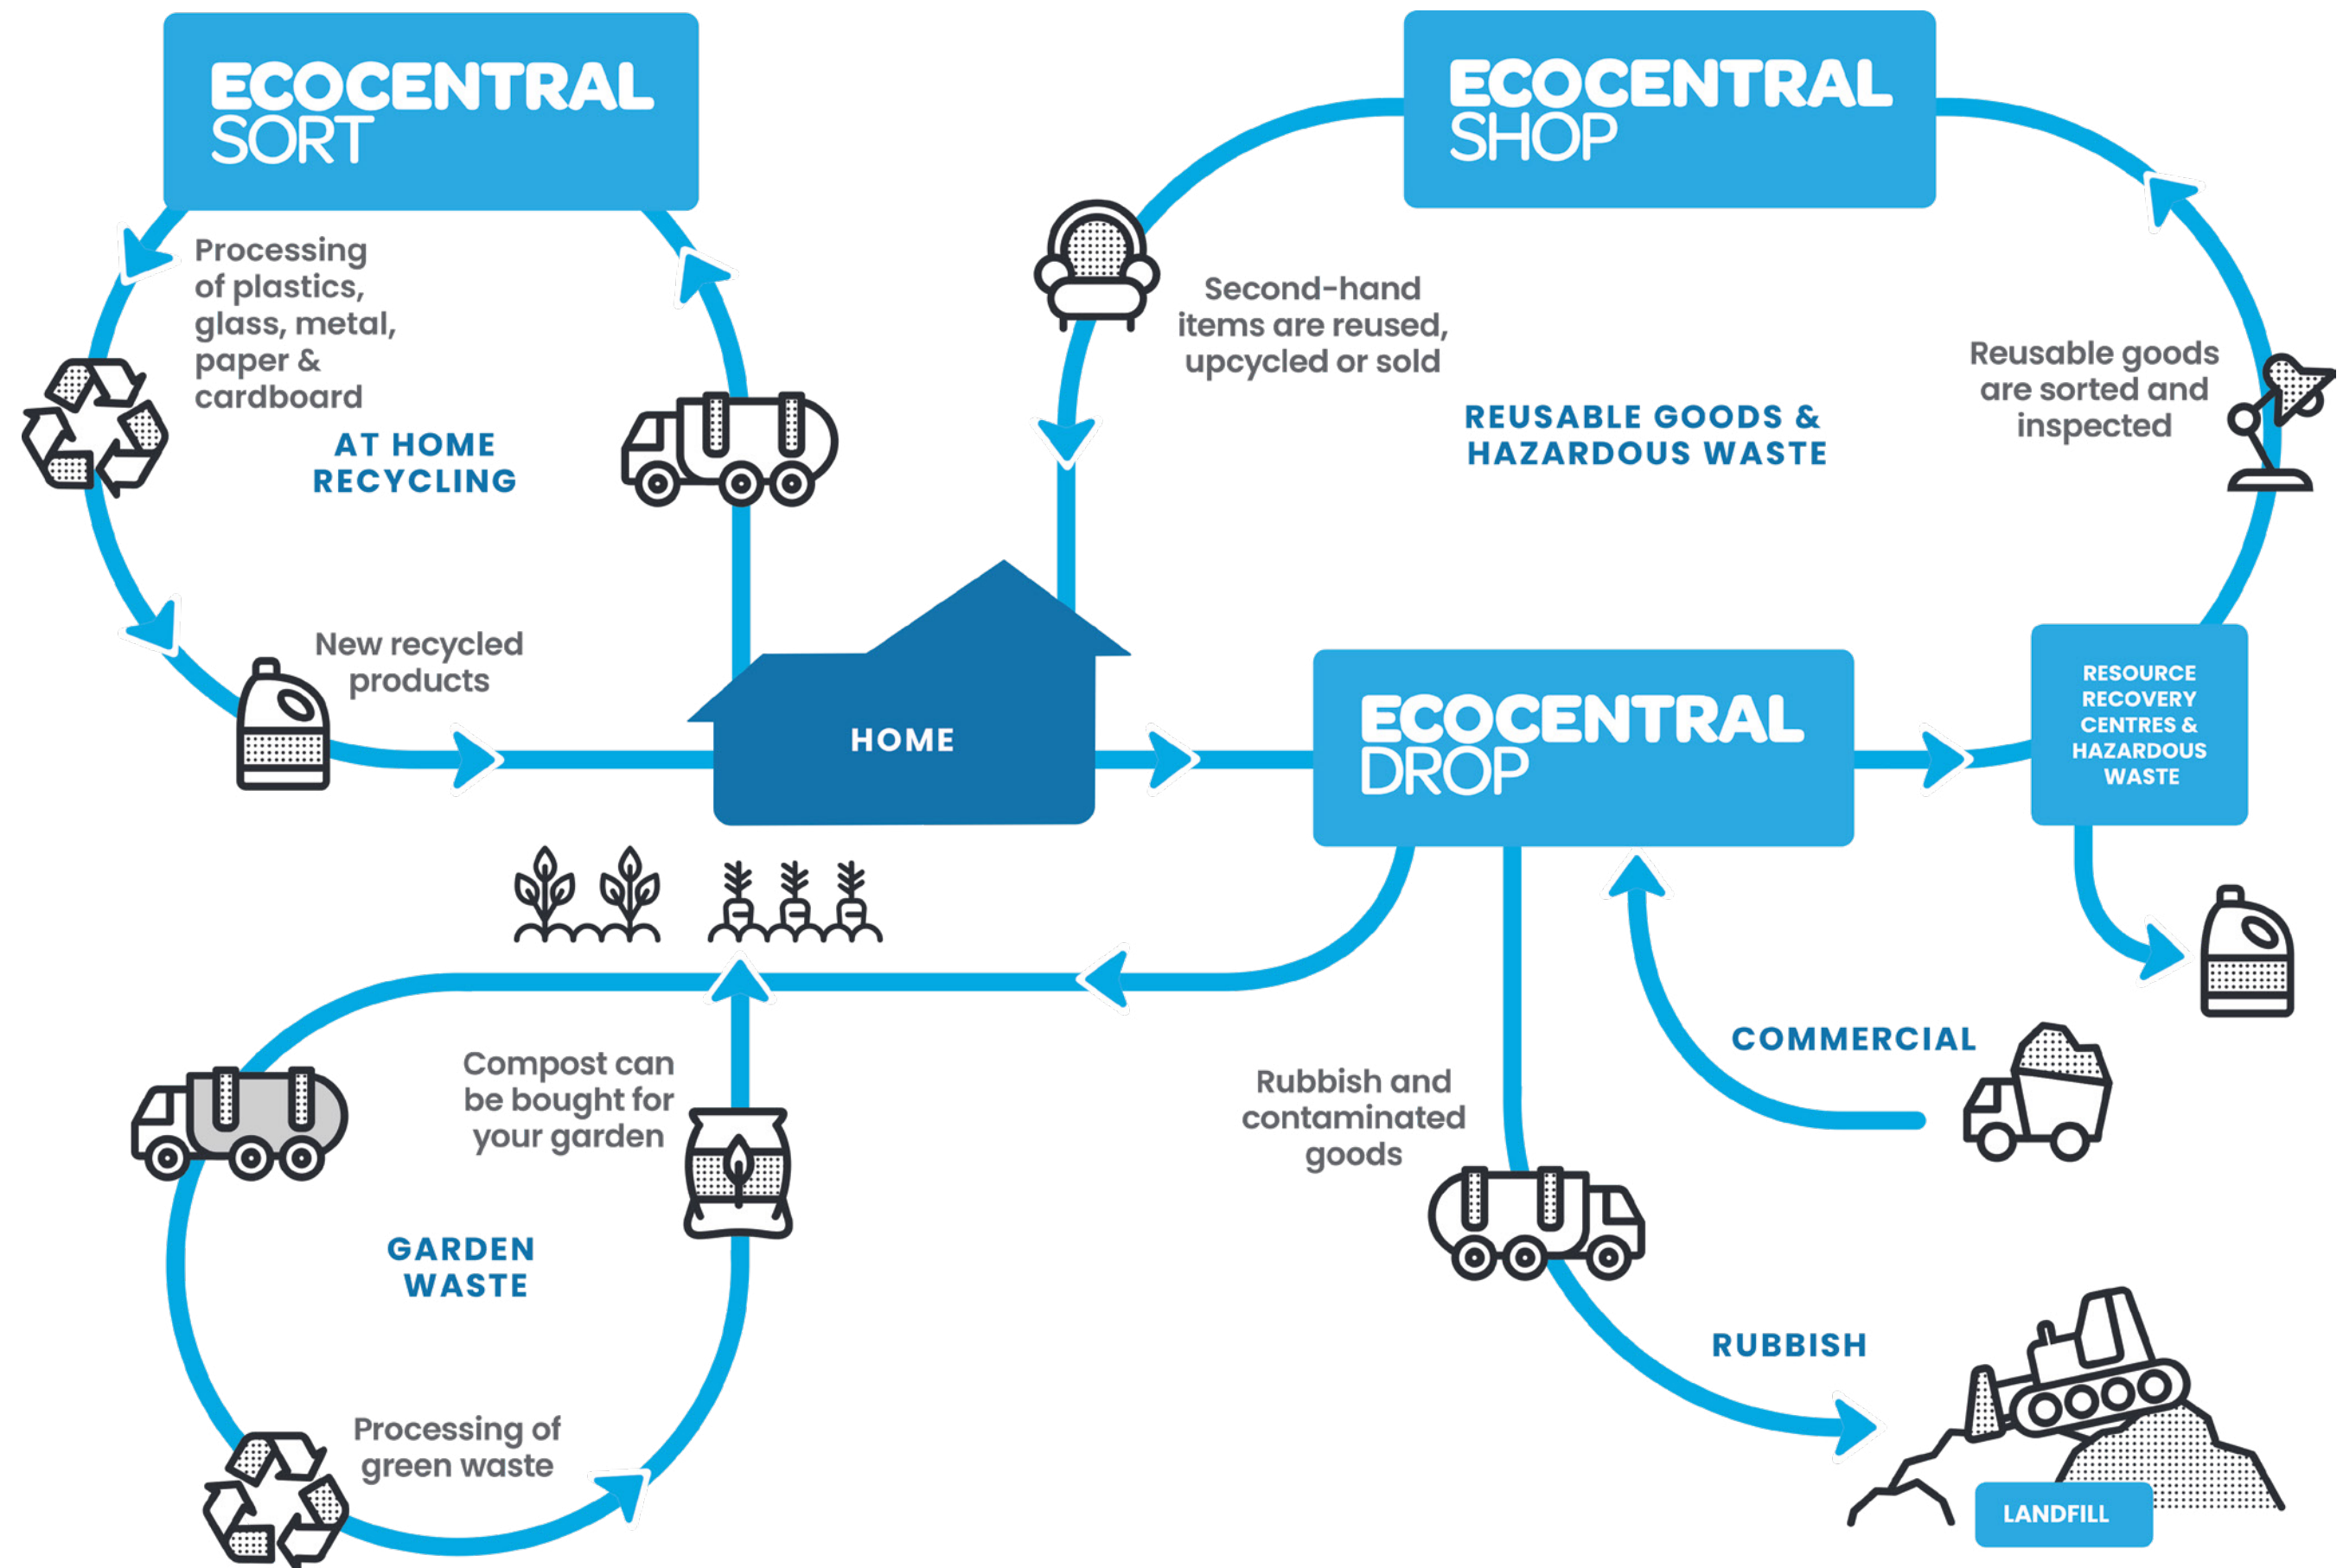 ECOCENTRAL
SORT
Processing
of plastics,
glass, metal,
paper &
cardboard
AT HOME
RECYCLING
New recycled
products
ECOCENTRAL
SHOP
Second-hand
items are reused,
upcycled or sold
REUSABLE GOODS &
HAZARDOUS WASTE
Reusable goods
are sorted and
inspected
HOME
ECOCENTRAL
DROP
RESOURCE
RECOVERY
CENTRES &
HAZARDOUS
WASTE
Compost can
be bought for
your garden
GARDEN
WASTE
Processing of
green waste
Rubbish and
contaminated
goods
COMMERCIAL
RUBBISH
LANDFILL